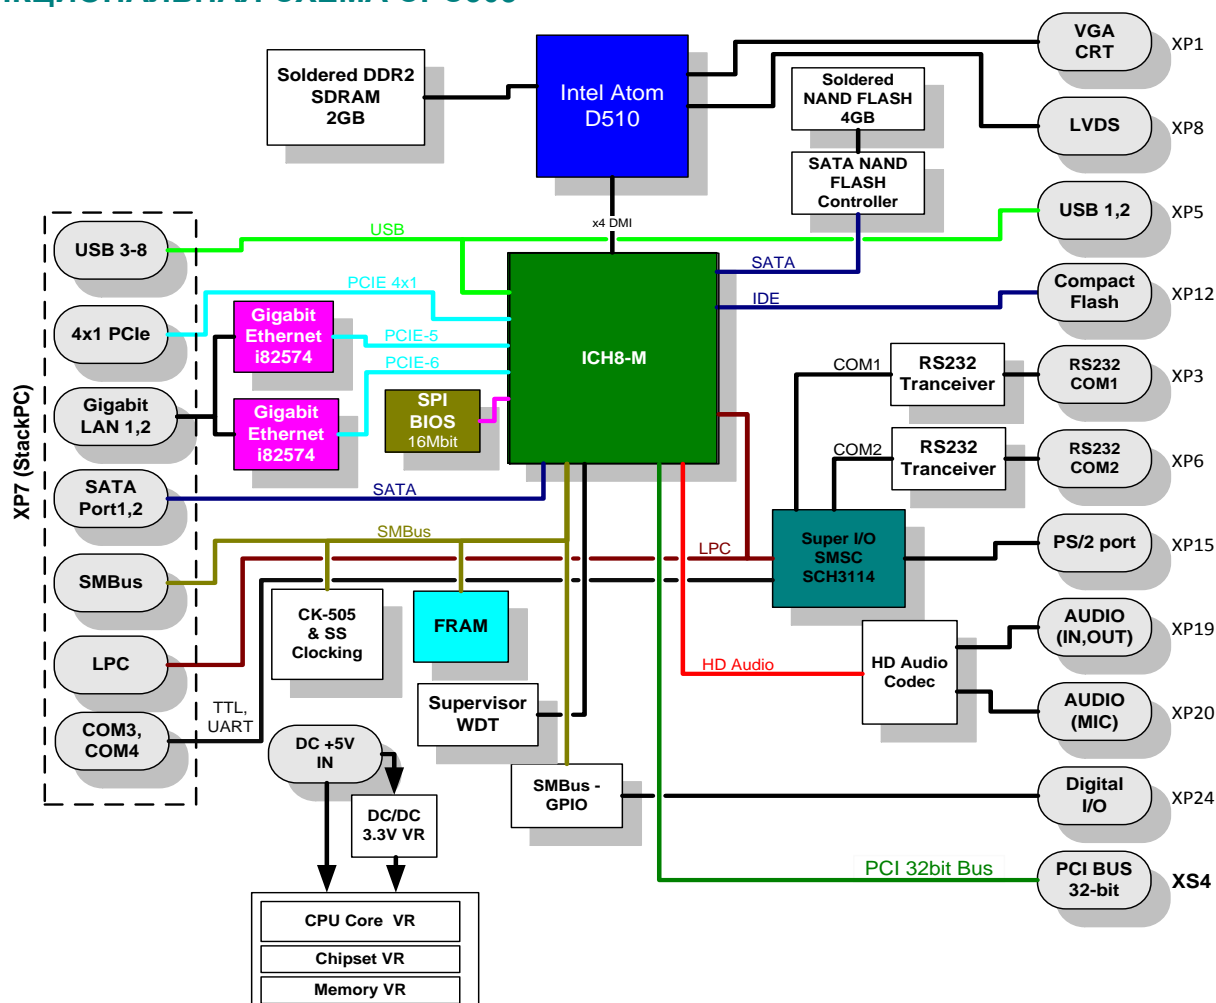 VGA
CRT
XP1
Soldered DDR2
SDRAM
2GB
Intel Atom
D510
Soldered
NAND FLASH
4GB
LVDS
XP8
SATA NAND
FLASH
Controller
x4 DMI
USB 1,2
XP5
XP7 (StackPC)
USB 3-8
USB
SATA
PCIE 4x1
IDE
Compact
Flash
XP12
4x1 PCIe
Gigabit
Ethernet
i82574
PCIE-5
ICH8-M
PCIE-6
COM1
RS232
Tranceiver
RS232
COM1
XP3
Gigabit
LAN 1,2
Gigabit
Ethernet
i82574
SPI
BIOS
16Mbit
COM2
RS232
Tranceiver
RS232
COM2
XP6
SATA
Port1,2
SATA
SMBus
LPC
Super I/O
SMSC
SCH3114
PS/2 port
XP15
SMBus
CK-505
& SS
Clocking
FRAM
AUDIO
(IN,OUT)
XP19
LPC
HD Audio
HD Audio
Codec
Supervisor
WDT
AUDIO
(MIC)
XP20
TTL,
UART
COM3,
COM4
DC +5V
IN
SMBus -
GPIO
Digital
I/O
XP24
DC/DC
3.3V VR
PCI 32bit Bus
PCI BUS
32-bit
XS4
CPU Core VR
Chipset VR
Memory VR